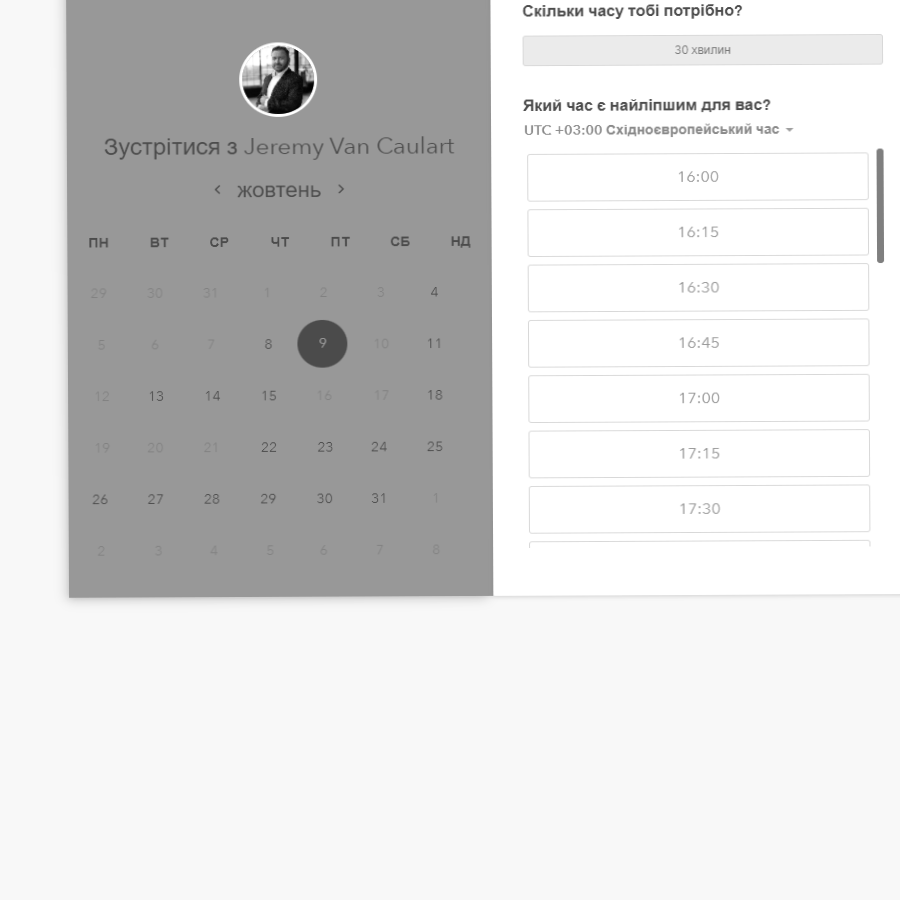 Зустрітися з Jeremy Van Caulart
‹ жовтень ›
ПН ВТ СР ЧТ ПТ СБ НД
29 30 31 1 2 3 4
5 6 7 8 9 10 11
12 13 14 15 16 17 18
19 20 21 22 23 24 25
26 27 28 29 30 31 1
2 3 4 5 6 7 8
Скільки часу тобі потрібно?
30 хвилин
Який час є найліпшим для вас?
UTC +03:00 Східноєвропейський час
16:00
16:15
16:30
16:45
17:00
17:15
17:30